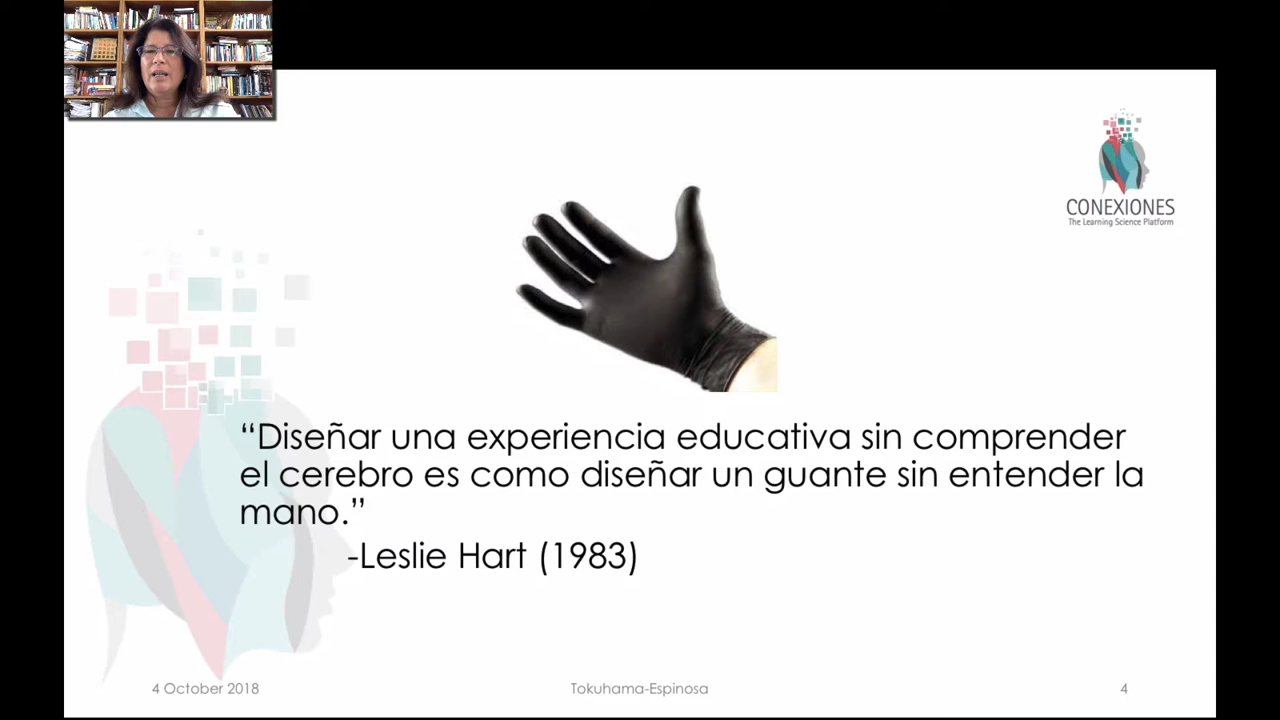 CONEXIONES
The Learning Science Platform
“Diseñar una experiencia educativa sin comprender
el cerebro es como diseñar un guante sin entender la
mano.”
-Leslie Hart (1983)
4 October 2018
Tokuhama-Espinosa
4